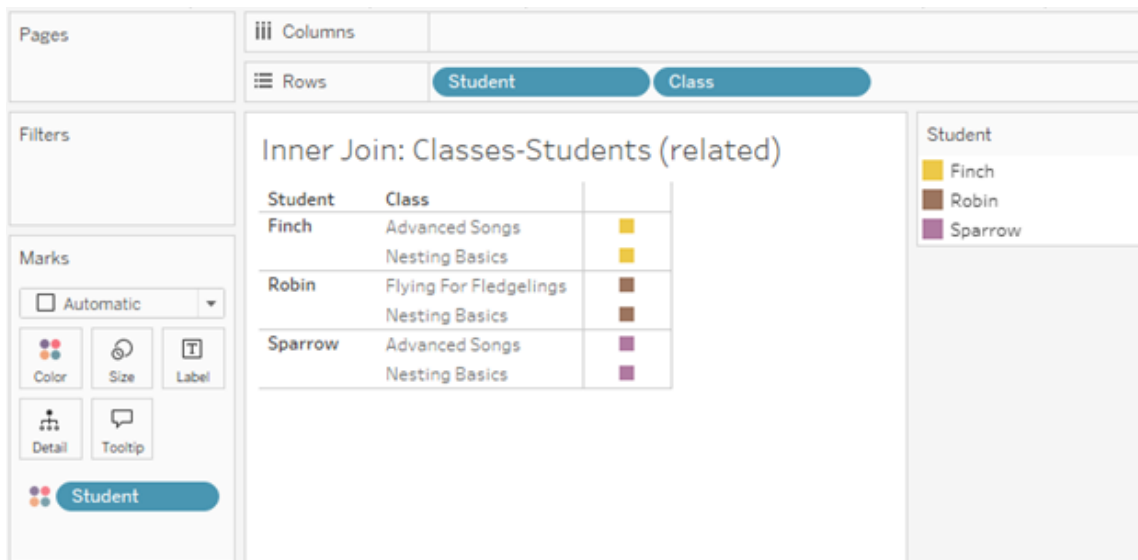 Pages
Columns
Rows
Student
Class
Filters
Marks
Automatic
Color
Size
Label
Detail
Tooltip
Student
Inner Join: Classes-Students (related)
Student Class
Finch Advanced Songs
Nesting Basics
Robin Flying For Fledgelings
Nesting Basics
Sparrow Advanced Songs
Nesting Basics
Student
Finch
Robin
Sparrow